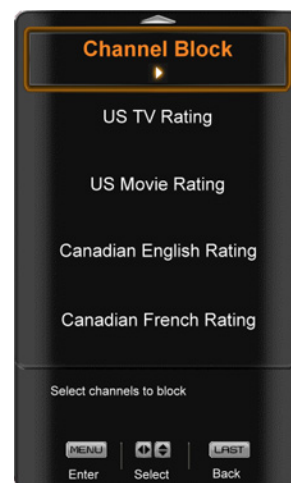 Channel Block
US TV Rating
US Movie Rating
Canadian English Rating
Canadian French Rating
Select channels to block
MENU LAST
Enter Select Back